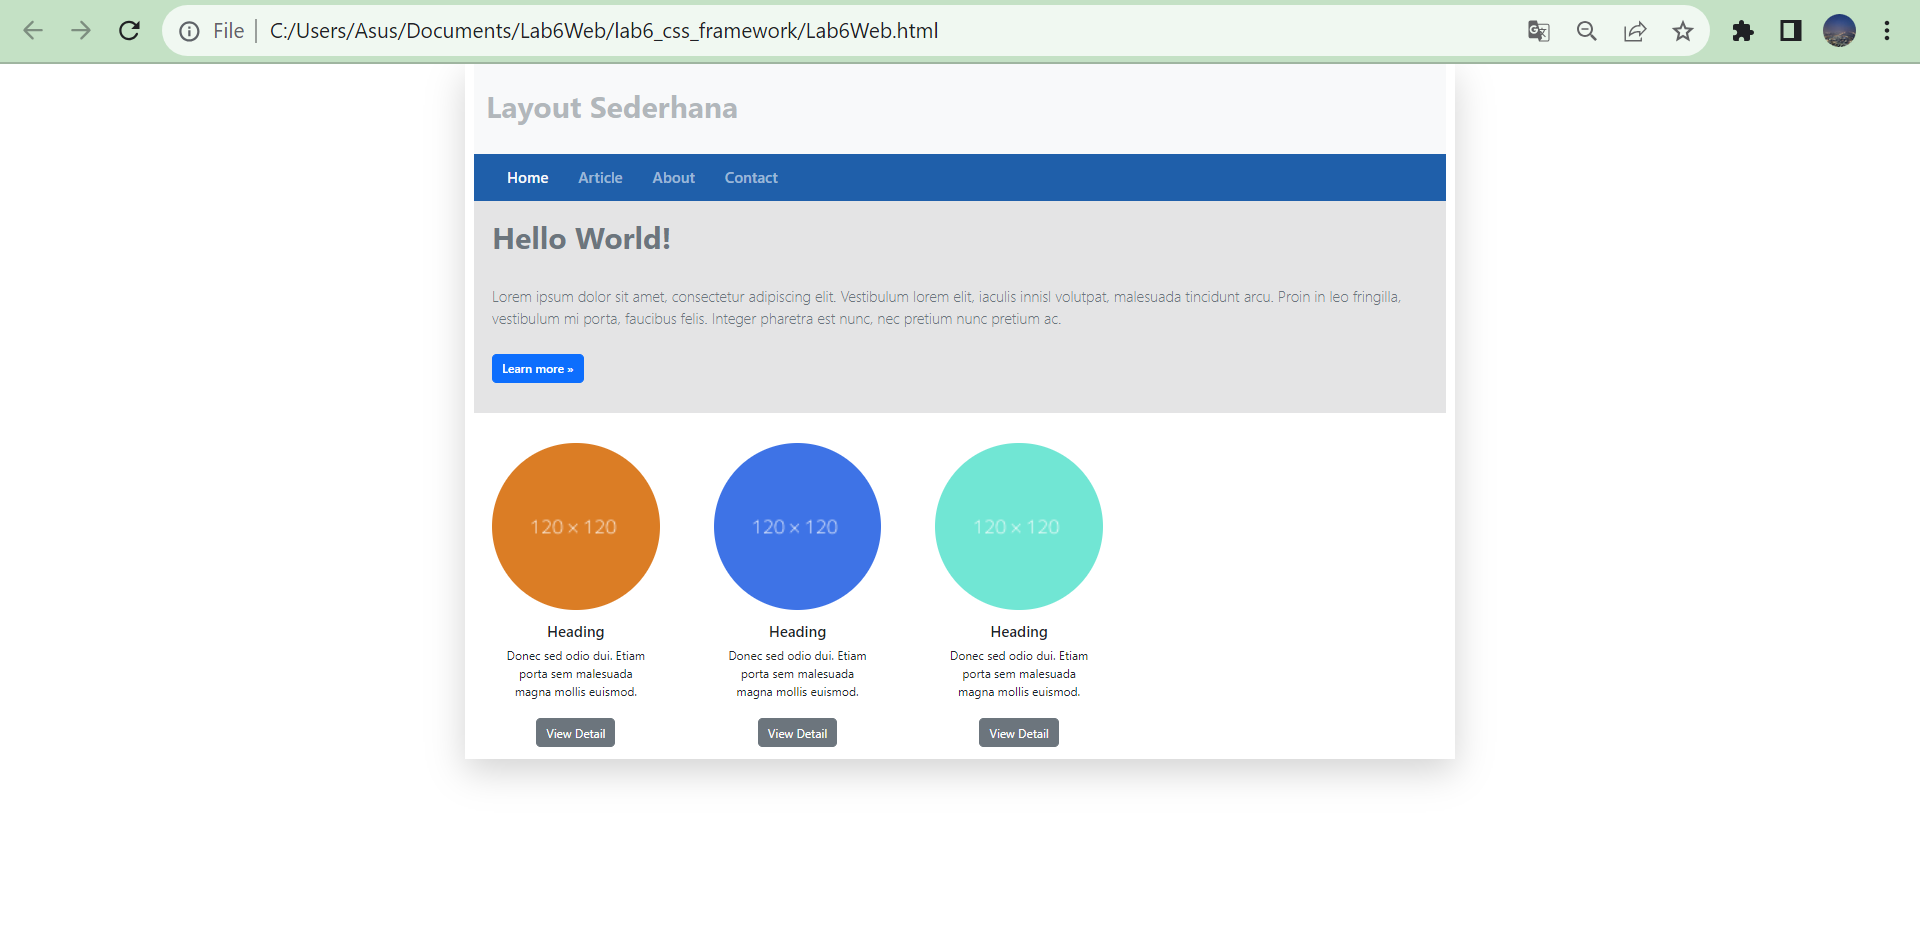 File
C:/Users/Asus/Documents/Lab6Web/lab6_css_framework/Lab6Web.html
Layout Sederhana
Home Article About Contact
Hello World!
Lorem ipsum dolor sit amet, consectetur adipiscing elit. Vestibulum lorem elit, iaculis innisl volutpat, malesuada tincidunt arcu. Proin in leo fringilla,
vestibulum mi porta, faucibus felis. Integer pharetra est nunc, nec pretium nunc pretium ac.
Learn more »
120 × 120
120 × 120
120 × 120
Heading
Donec sed odio dui. Etiam
porta sem malesuada
magna mollis euismod.
View Detail
Heading
Donec sed odio dui. Etiam
porta sem malesuada
magna mollis euismod.
View Detail
Heading
Donec sed odio dui. Etiam
porta sem malesuada
magna mollis euismod.
View Detail